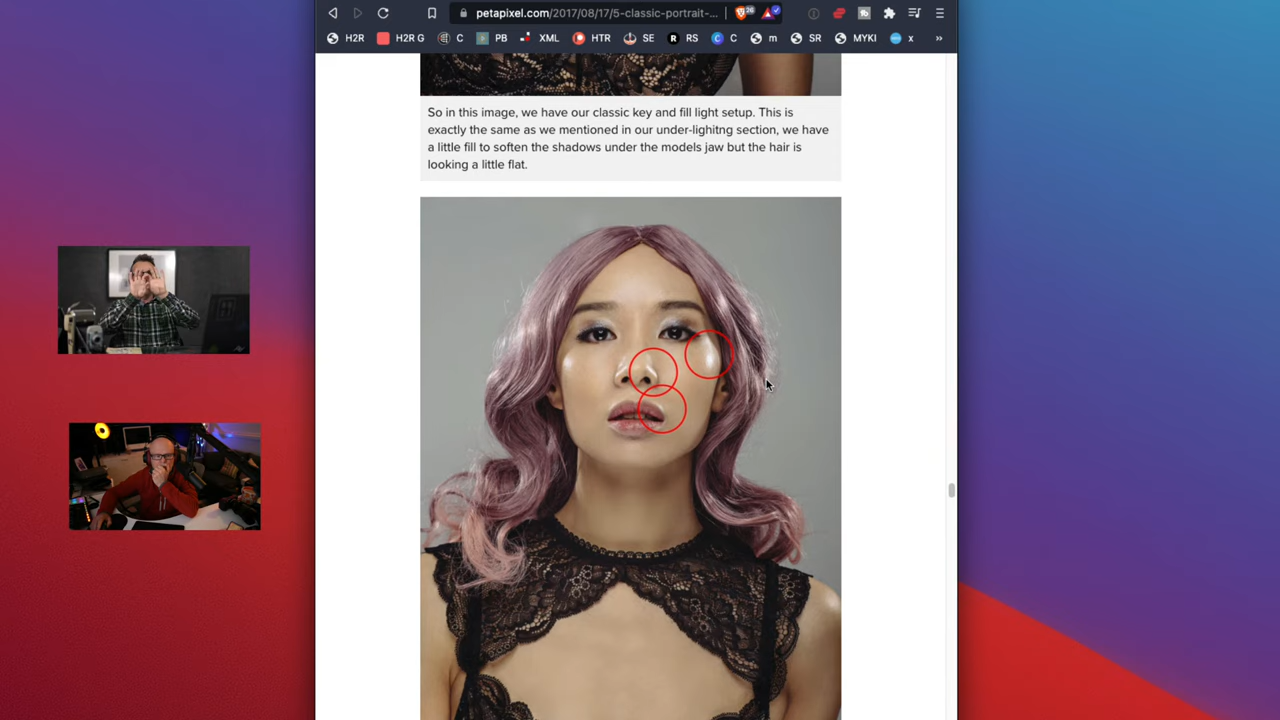 petapixel.com/2017/08/17/5-classic-portrait-...
26
H2R
H2R G
C
PB
XML
HTR
SE
RS
C
m
SR
MYKI
x
»
So in this image, we have our classic key and fill light setup. This is
exactly the same as we mentioned in our under-lighitng section, we have
a little fill to soften the shadows under the models jaw but the hair is
looking a little flat.